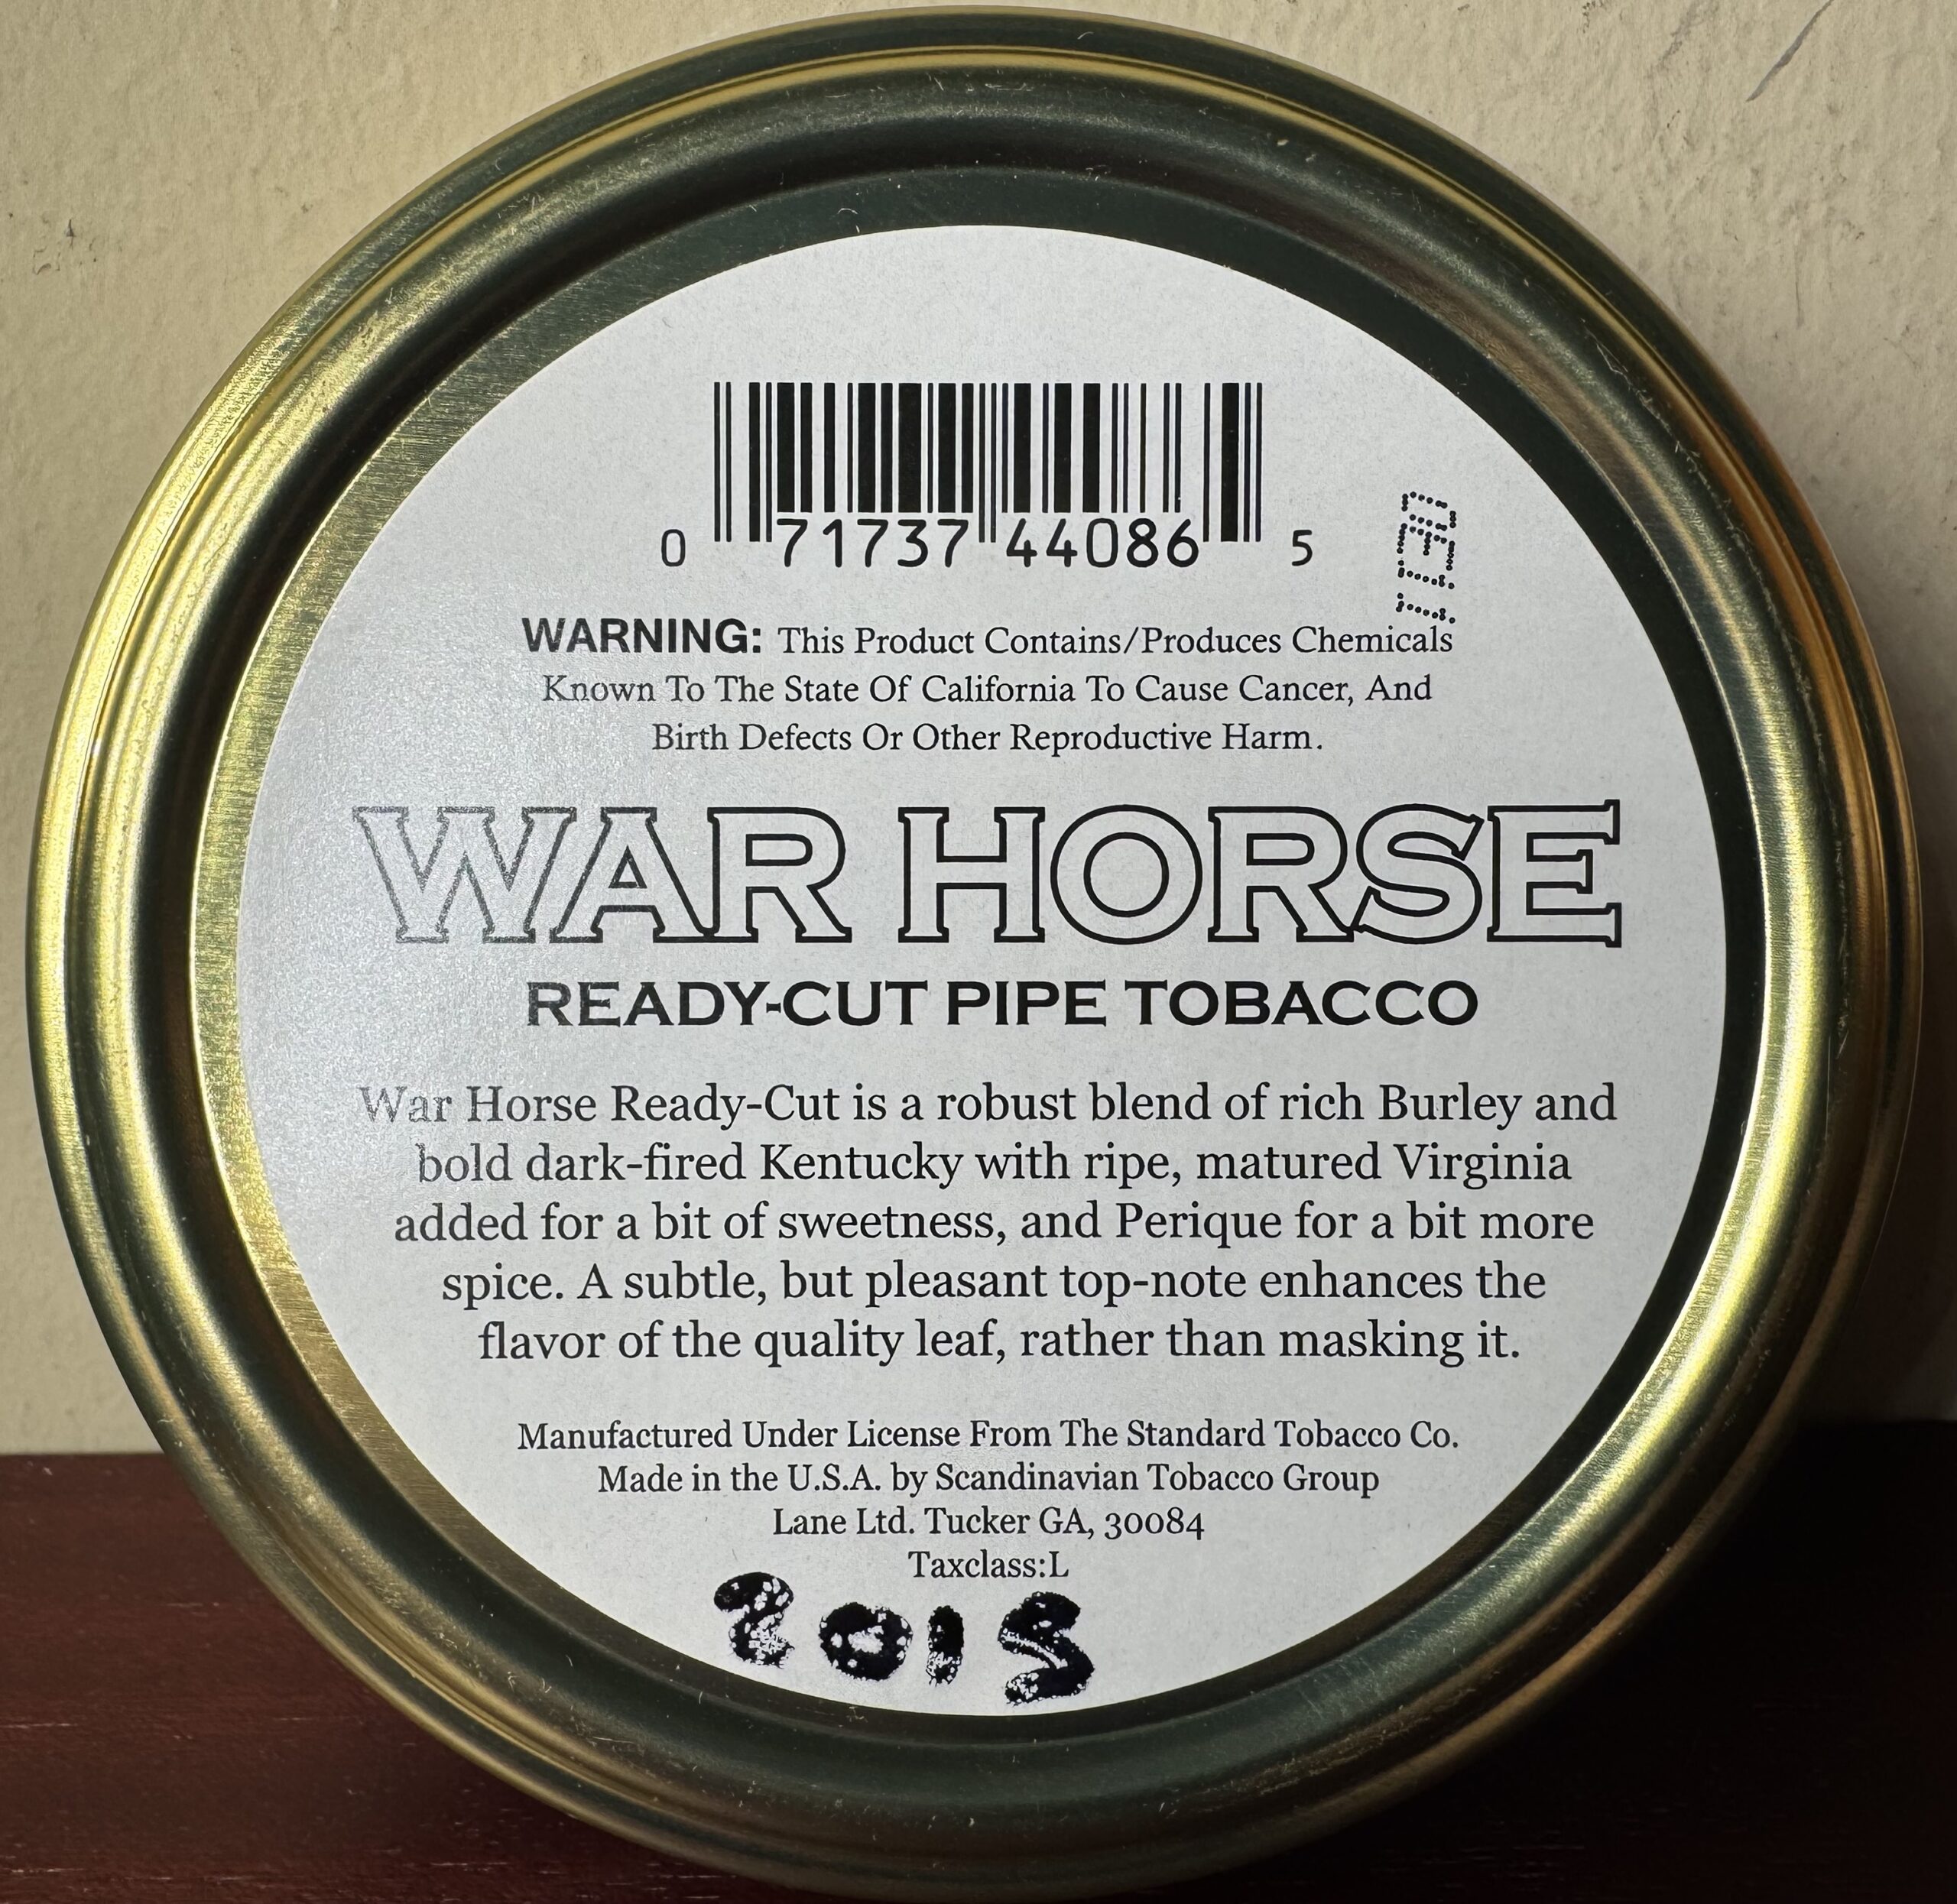 0 71737 44086 5
WARNING: This Product Contains/Produces Chemicals
Known To The State Of California To Cause Cancer, And
Birth Defects Or Other Reproductive Harm.
WAR HORSE
READY-CUT PIPE TOBACCO
War Horse Ready-Cut is a robust blend of rich Burley and
bold dark-fired Kentucky with ripe, matured Virginia
added for a bit of sweetness, and Perique for a bit more
spice. A subtle, but pleasant top-note enhances the
flavor of the quality leaf, rather than masking it.
Manufactured Under License From The Standard Tobacco Co.
Made in the U.S.A. by Scandinavian Tobacco Group
Lane Ltd. Tucker GA, 30084
Taxclass:L
2015